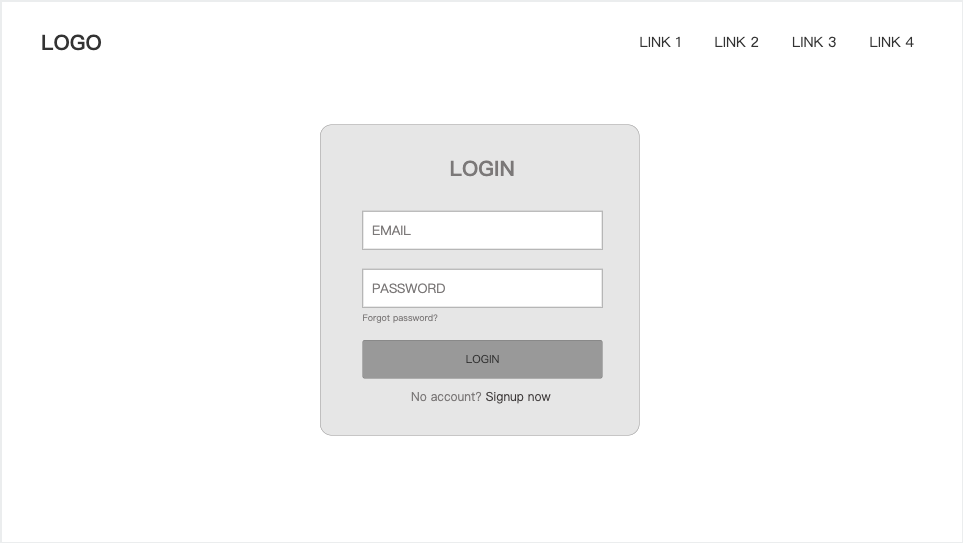 LOGO
LINK 1 LINK 2 LINK 3 LINK 4
LOGIN
EMAIL
PASSWORD
Forgot password?
LOGIN
No account? Signup now